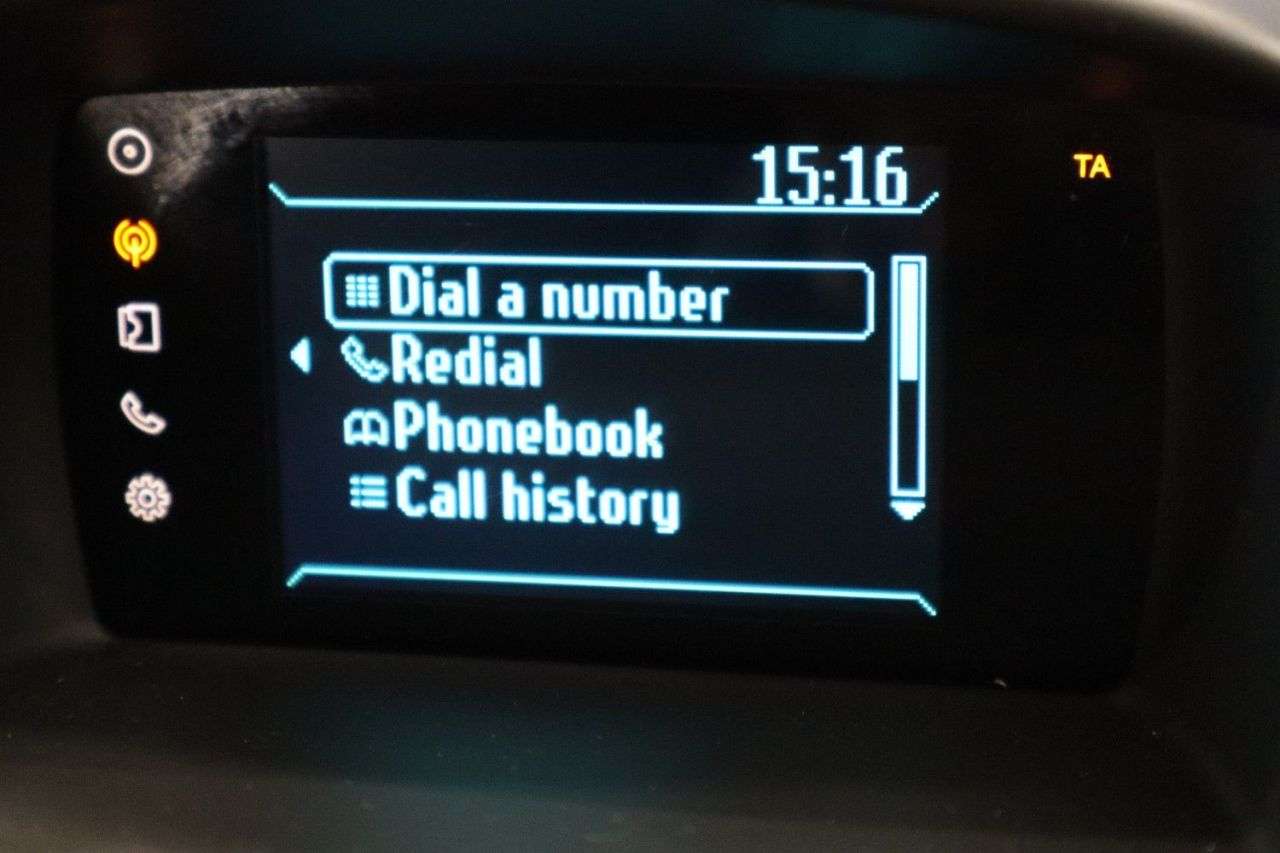 15:16
TA
Dial a number
Redial
Phonebook
Call history